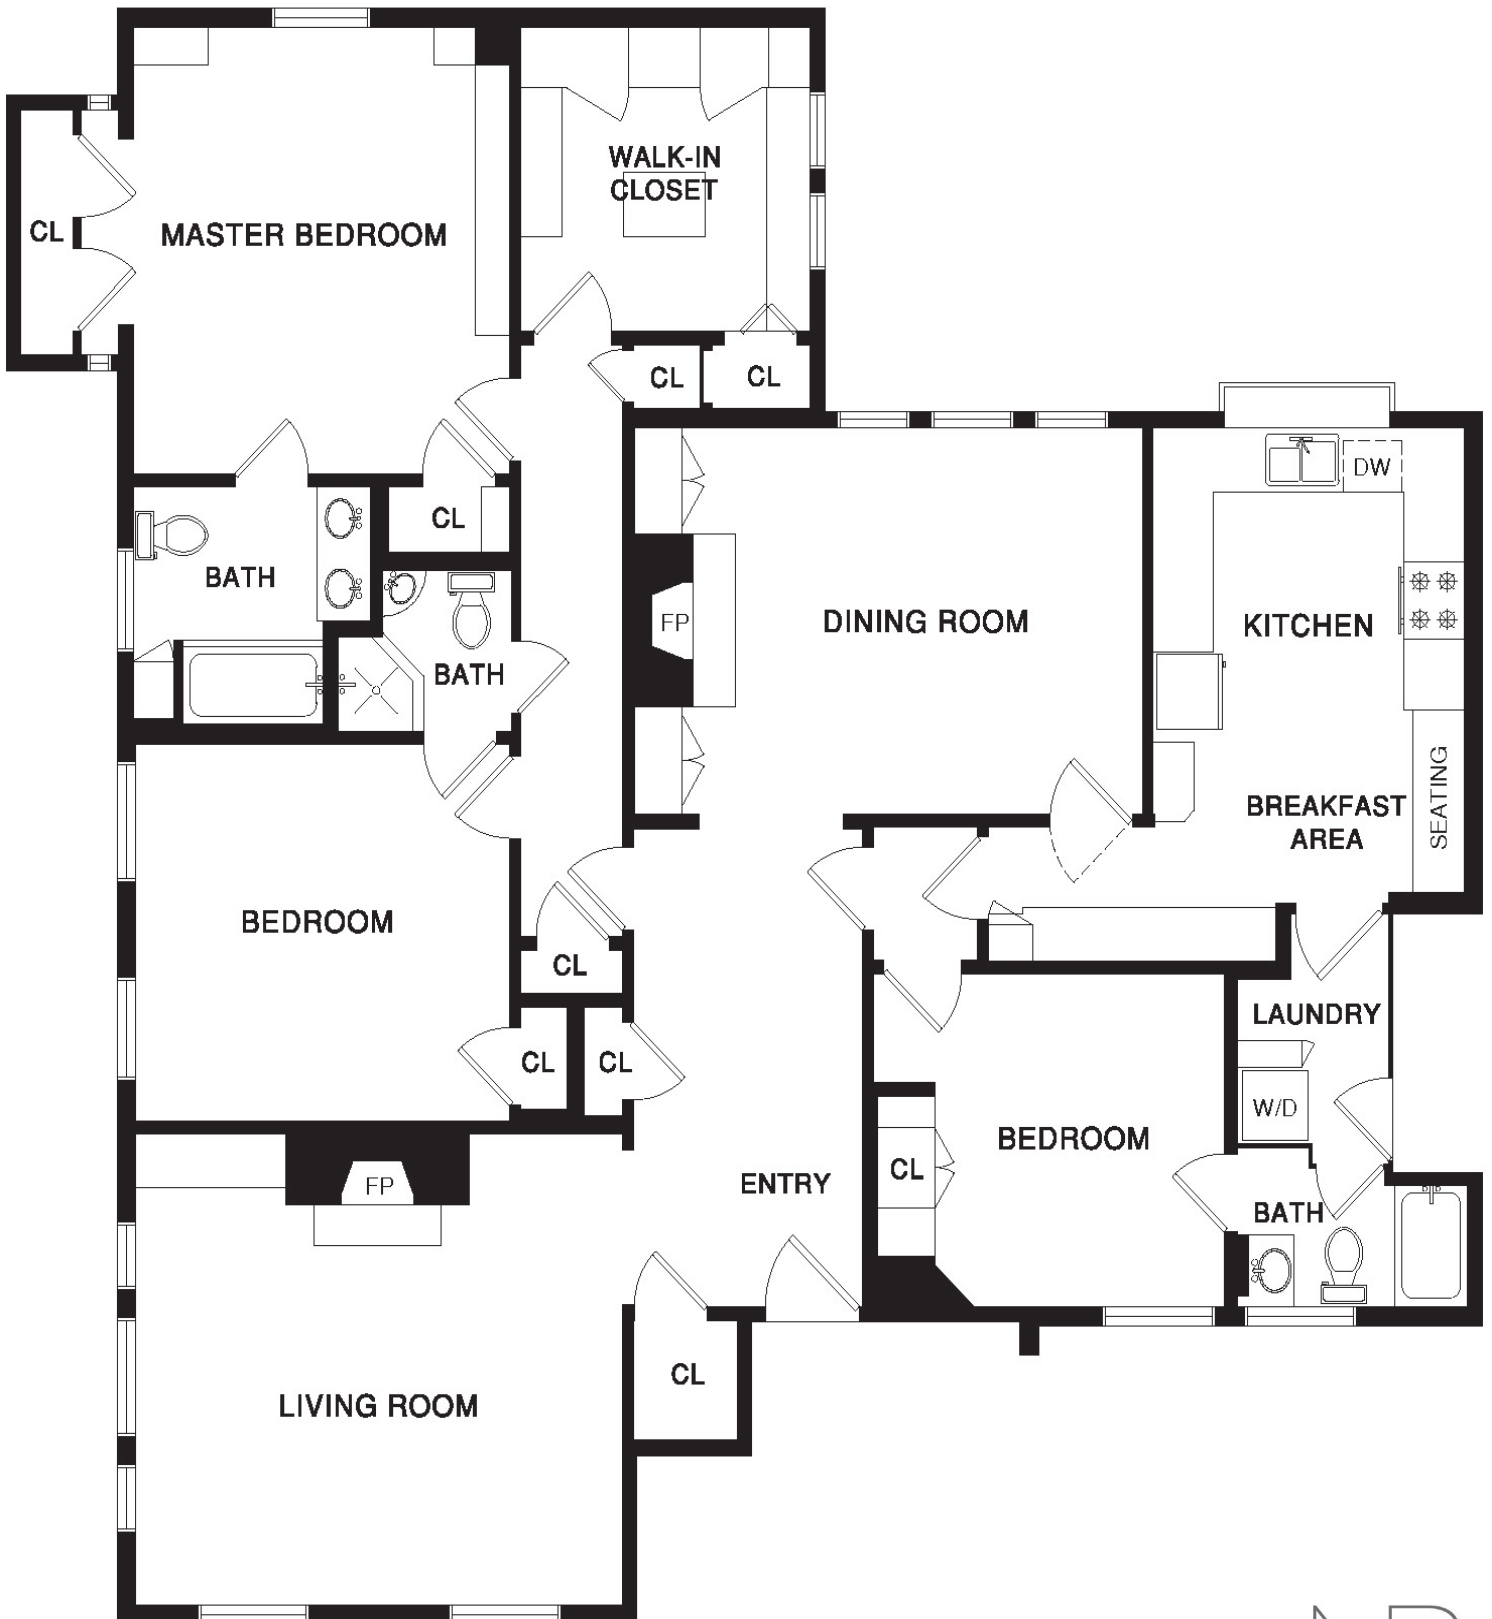 WALK-IN
CLOSET
CL
MASTER BEDROOM
CL
CL
DW
CL
BATH
FP
DINING ROOM
KITCHEN
BATH
BREAKFAST
AREA
SEATING
BEDROOM
CL
LAUNDRY
CL
CL
W/D
BEDROOM
CL
FP
ENTRY
BATH
CL
LIVING ROOM